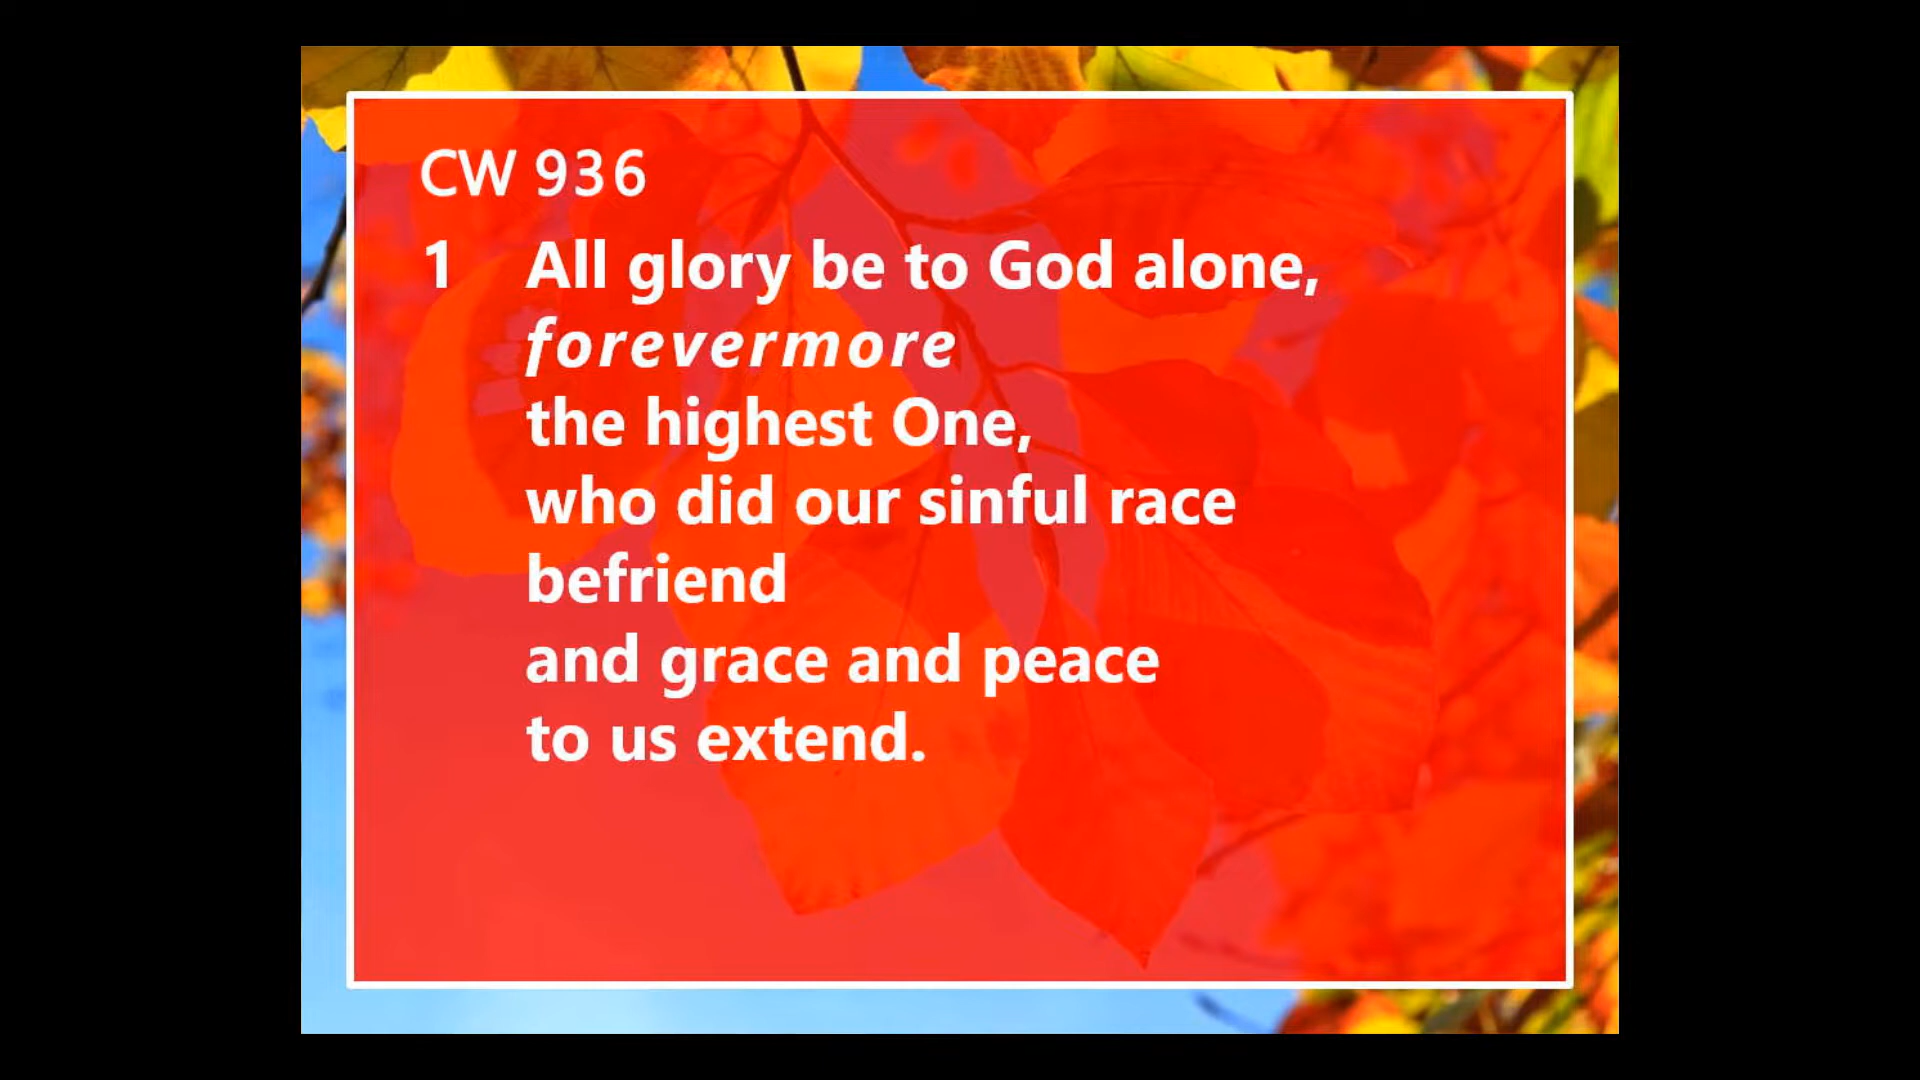 CW 936
1 All glory be to God alone,
forevermore
the highest One,
who did our sinful race
befriend
and grace and peace
to us extend.